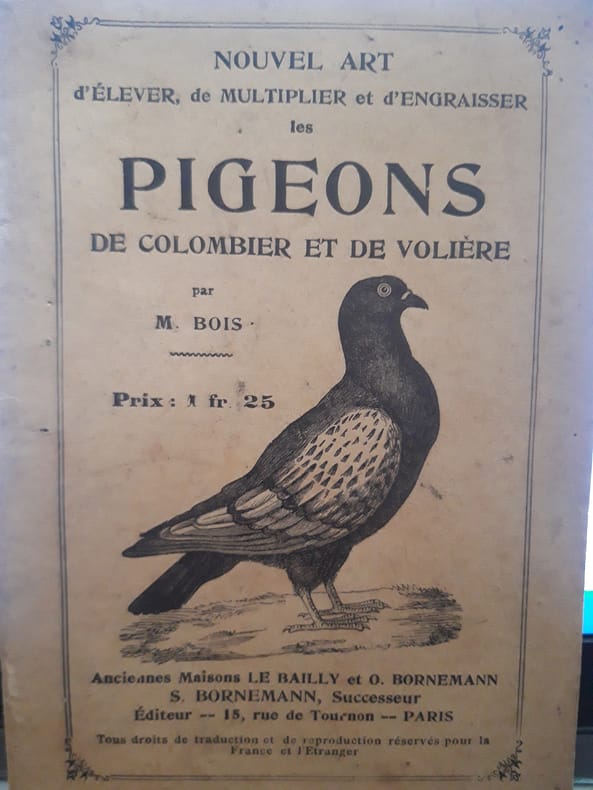 NOUVEL ART
d'ÉLEVER, de MULTIPLIER et d'ENGRAISSER
les
PIGEONS
DE COLOMBIER ET DE VOLIÈRE
par
M. BOIS
Prix : 1 fr. 25
Anciennes Maisons LE BAILLY et O. BORNEMANN
S. BORNEMANN, Successeur
Éditeur -- 15, rue de Tournon -- PARIS
Tous droits de traduction et de reproduction réservés pour la
France et l'Etranger